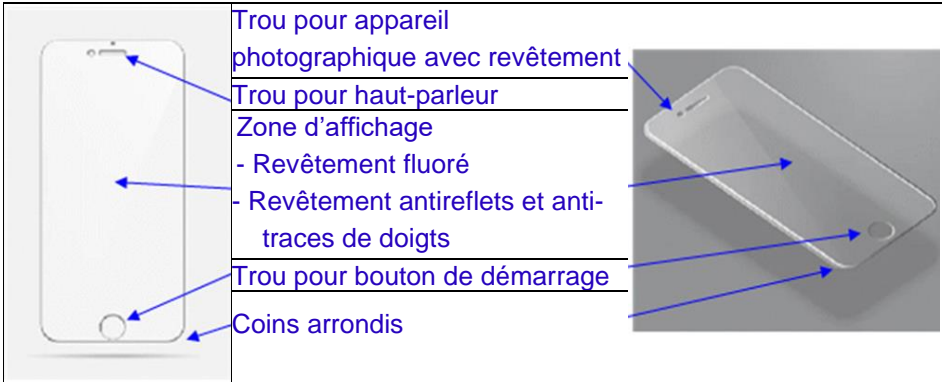 Trou pour appareil
photographique avec revêtement
Trou pour haut-parleur
Zone d’affichage
- Revêtement fluoré
- Revêtement antireflets et anti-
traces de doigts
Trou pour bouton de démarrage
Coins arrondis